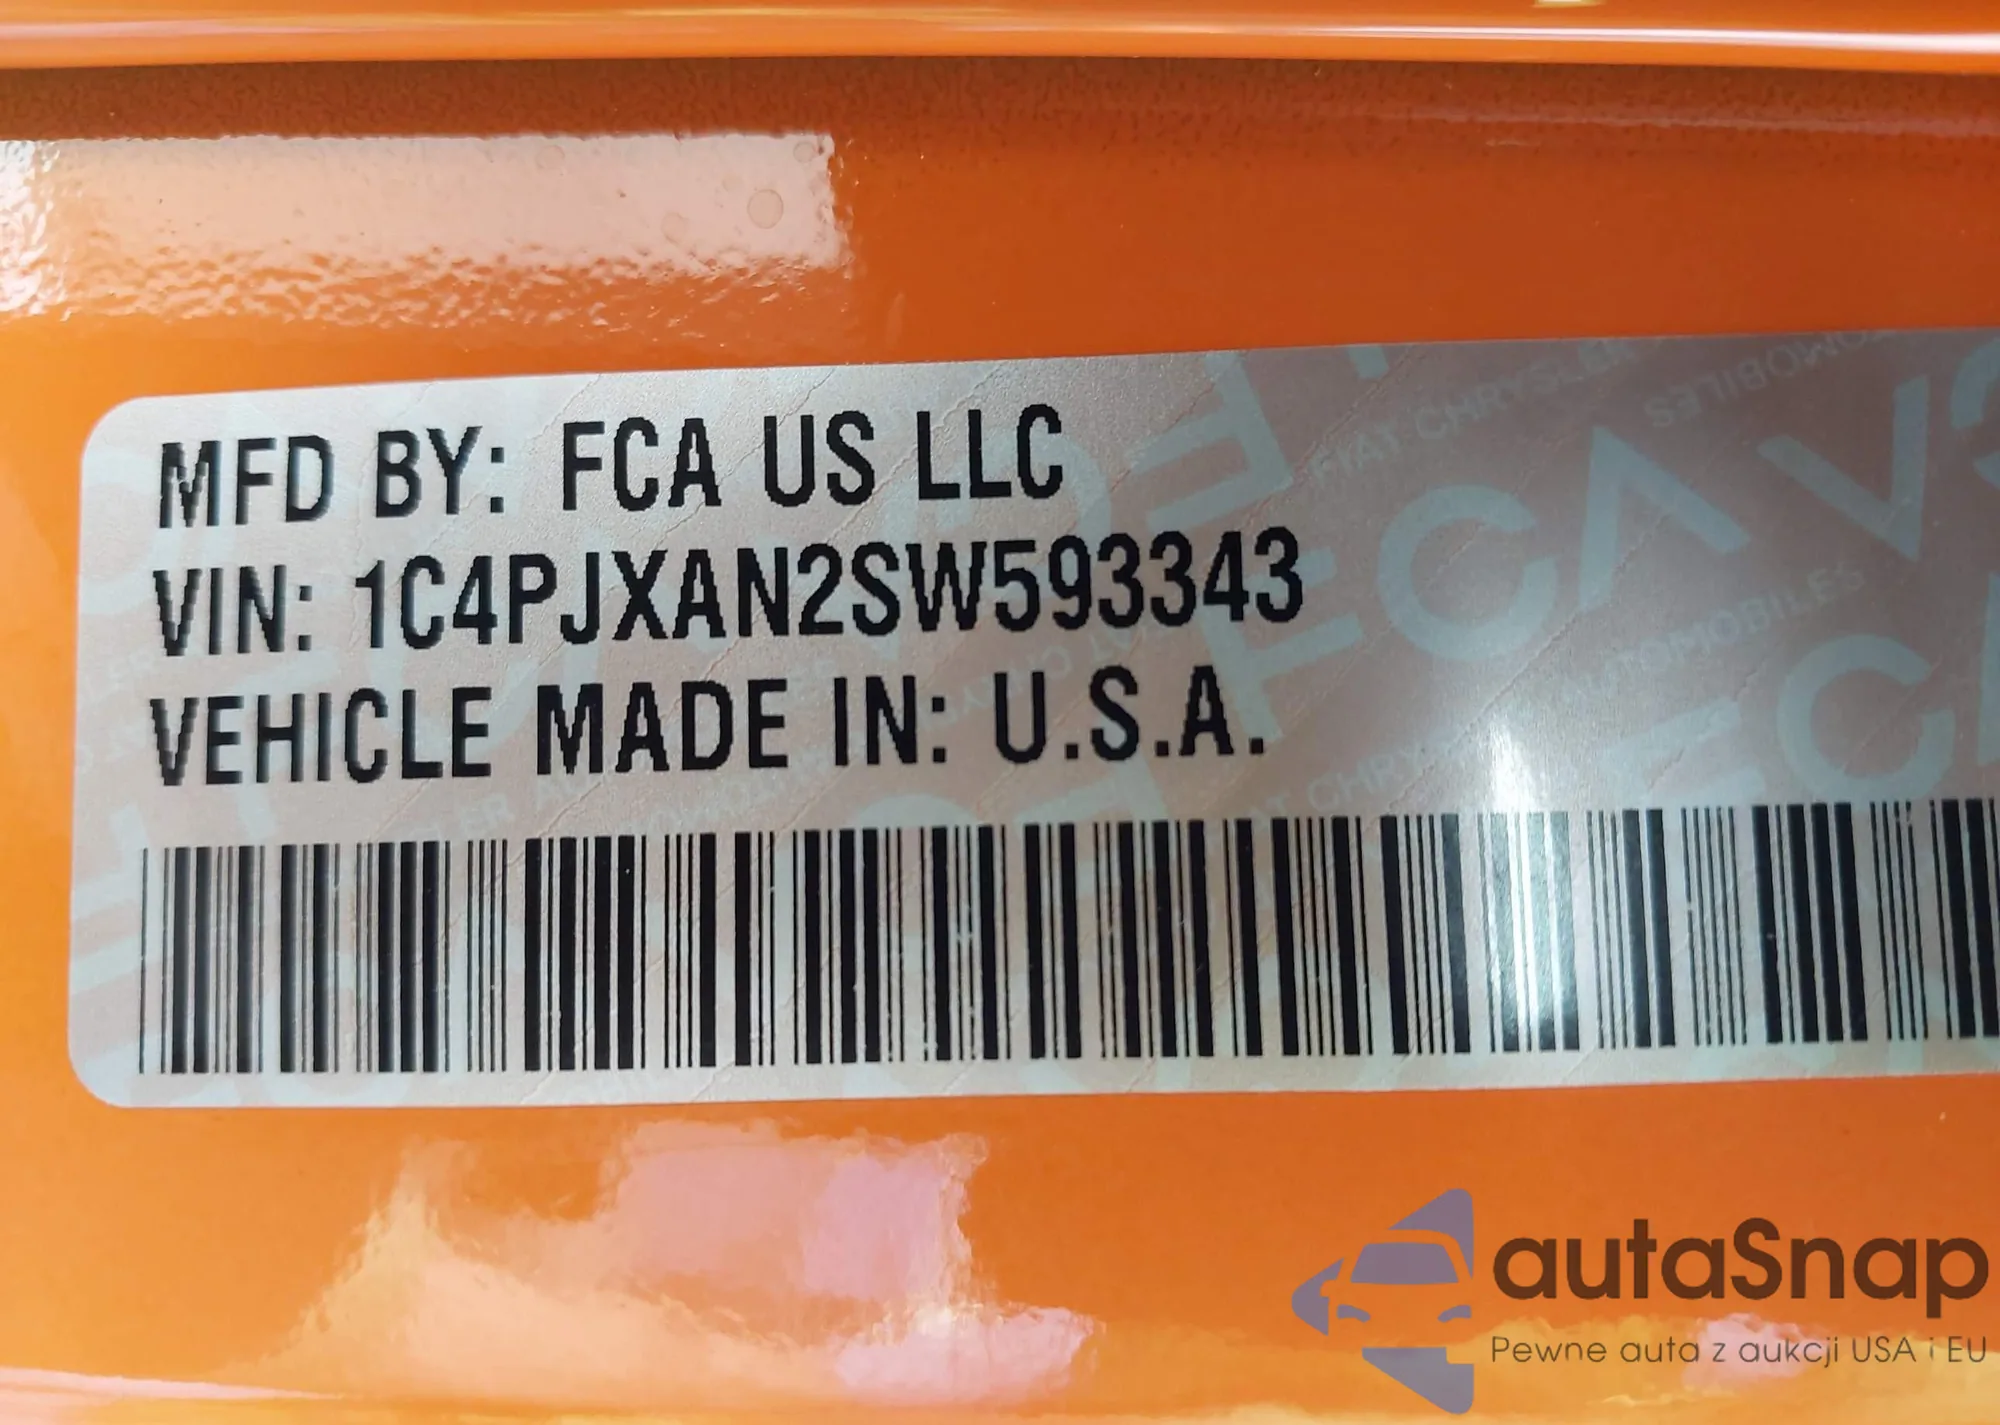 MFD BY: FCA US LLC
VIN: 1C4PJXAN2SW593343
VEHICLE MADE IN: U.S.A.
autaSnap
Pewne auta z aukcji USA i EU